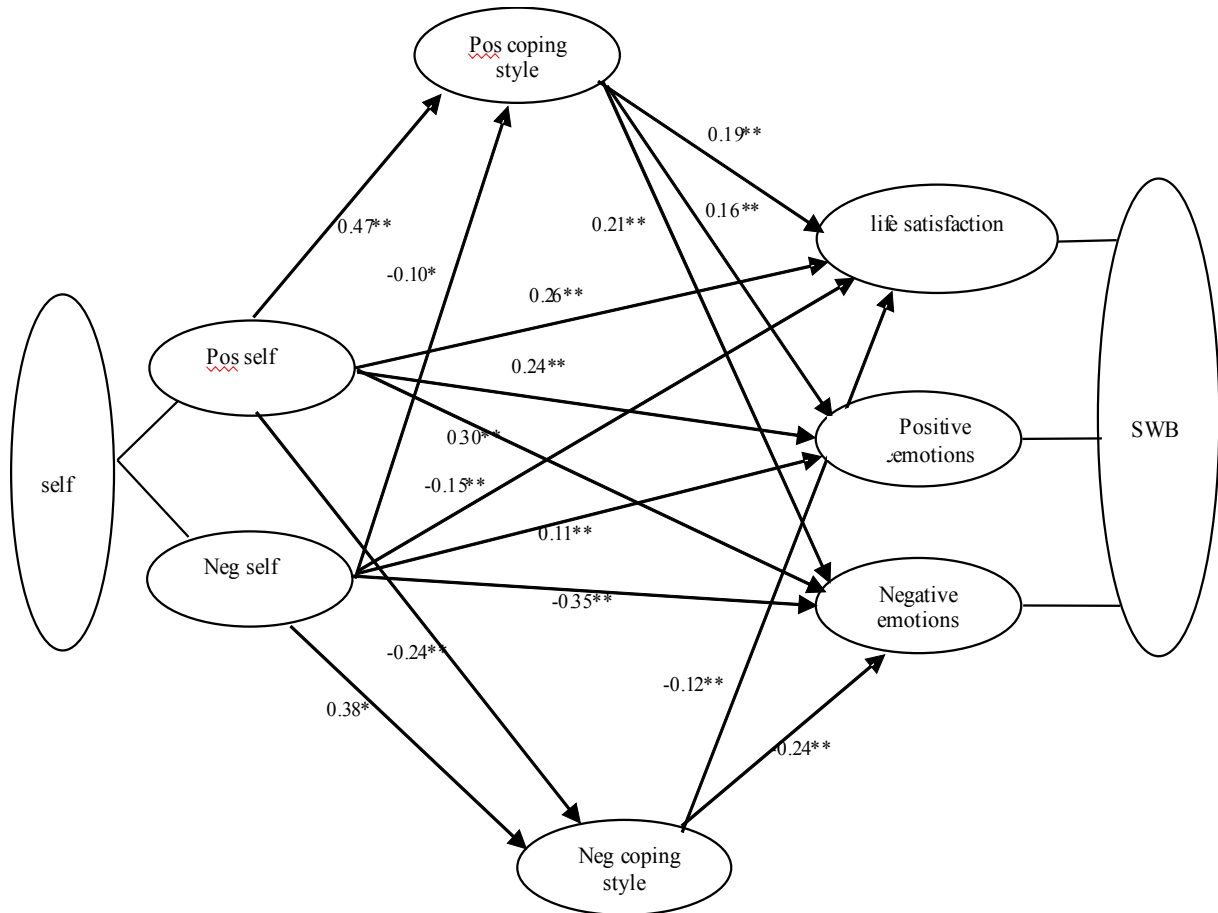 Pos coping
style
0.19**
0.16**
0.21**
life satisfaction
0.47**
-0.10*
0.26**
Pos self
0.24**
Positive
emotions
SWB
0.30**
self
-0.15**
0.11**
Neg self
-0.35**
Negative
emotions
-0.24**
-0.12**
0.38*
-0.24**
Neg coping
style